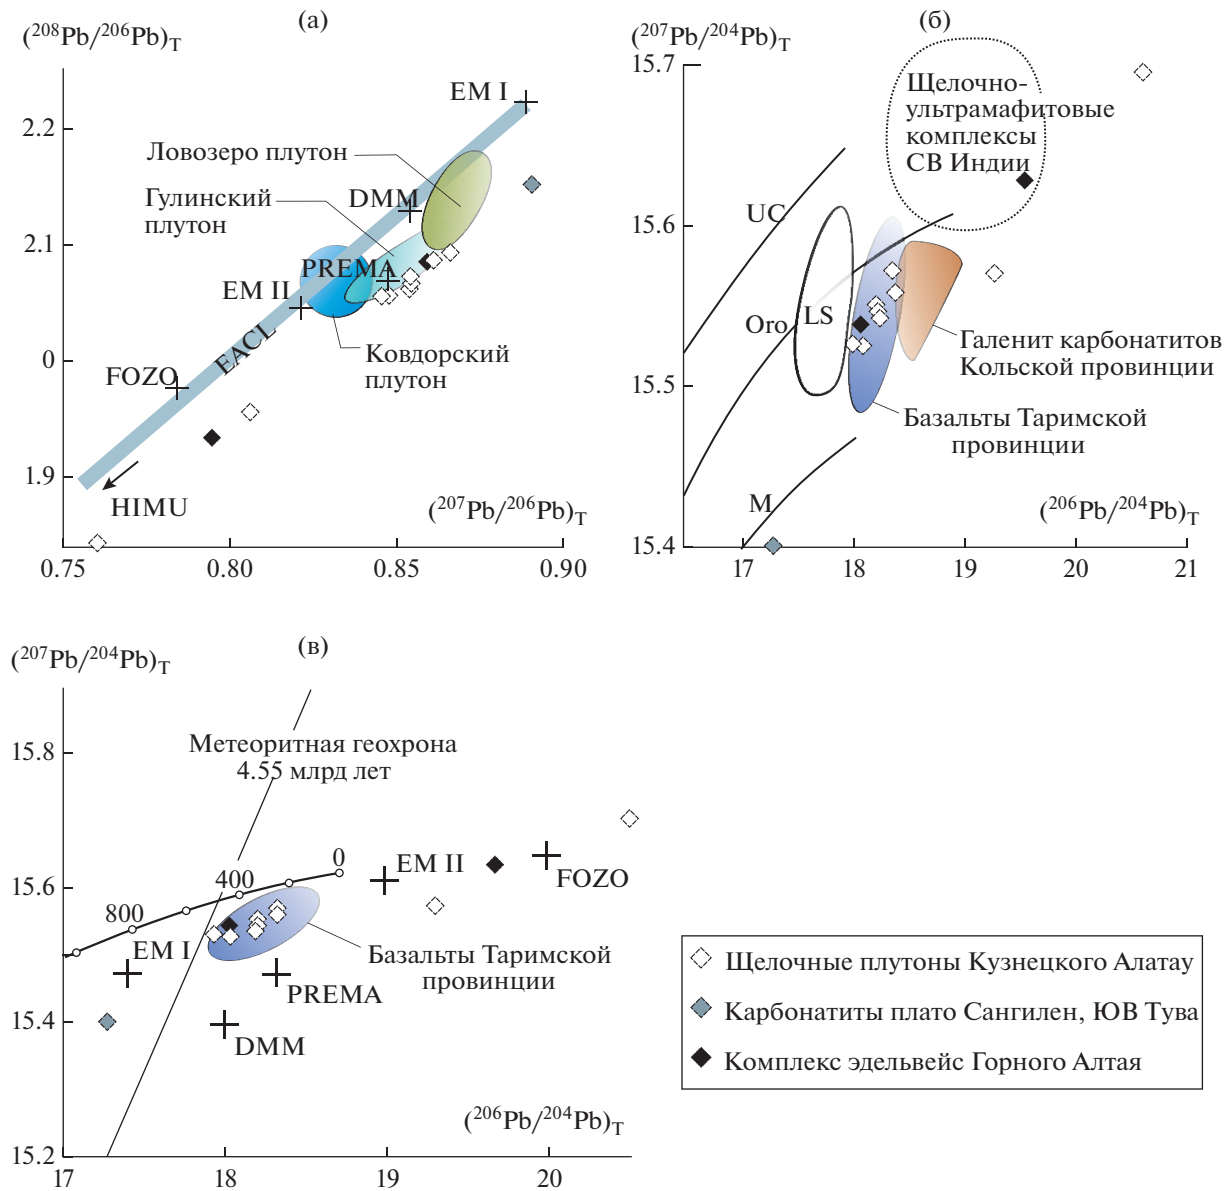 (а)
(²⁰⁸Pb/²⁰⁶Pb)T
EM I
2.2
Ловозеро плутон
Гулинский
плутон
DMM
2.1
PREMA
EM II
EACL
Ковдорский
плутон
0
FOZO
1.9
HIMU
(²⁰⁷Pb/²⁰⁶Pb)T
0.75
0.80
0.85
0.90
(б)
(²⁰⁷Pb/²⁰⁴Pb)T
15.7
Щелочно-
ультрамафитовые
комплексы
СВ Индии
UC
15.6
Oro
LS
Галенит карбонатитов
Кольской провинции
15.5
Базальты Таримской
провинции
M
(²⁰⁶Pb/²⁰⁴Pb)T
15.4
17
18
19
20
21
(в)
(²⁰⁷Pb/²⁰⁴Pb)T
Метеоритная геохрона
4.55 млрд лет
15.8
0
400
800
EM II
FOZO
15.6
EM I
Базальты Таримской
провинции
PREMA
15.4
DMM
(²⁰⁶Pb/²⁰⁴Pb)T
15.2
17
18
19
20
Щелочные плутоны Кузнецкого Алатау
Карбонатиты плато Сангилен, ЮВ Тува
Комплекс эдельвейс Горного Алтая